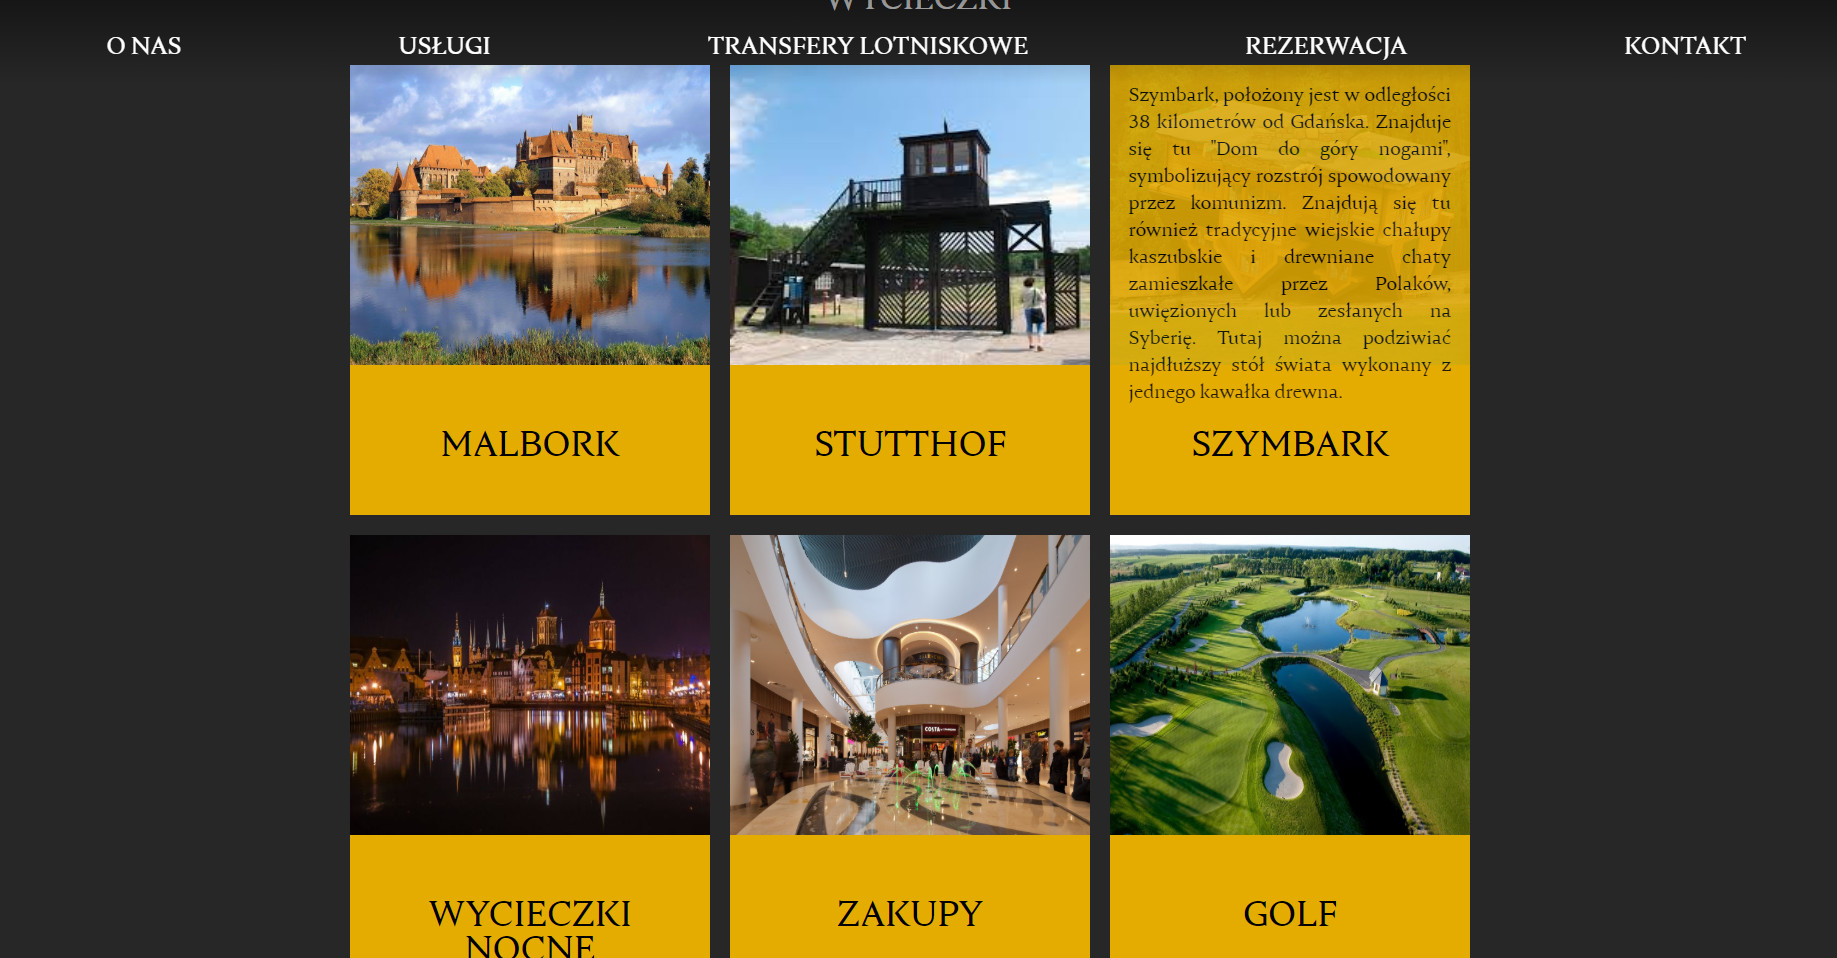 WYCIECZKI
O NAS USŁUGI TRANSFERY LOTNISKOWE REZERWACJA KONTAKT
Szymbark, położony jest w odległości
38 kilometrów od Gdańska. Znajduje
się tu "Dom do góry nogami",
symbolizujący rozstrój spowodowany
przez komunizm. Znajdują się tu
również tradycyjne wiejskie chałupy
kaszubskie i drewniane chaty
zamieszkałe przez Polaków,
uwięzionych lub zesłanych na
Syberię. Tutaj można podziwiać
najdłuższy stół świata wykonany z
jednego kawałka drewna.
MALBORK
STUTTHOF
SZYMBARK
COSTA
WYCIECZKI
NOCNE
ZAKUPY
GOLF